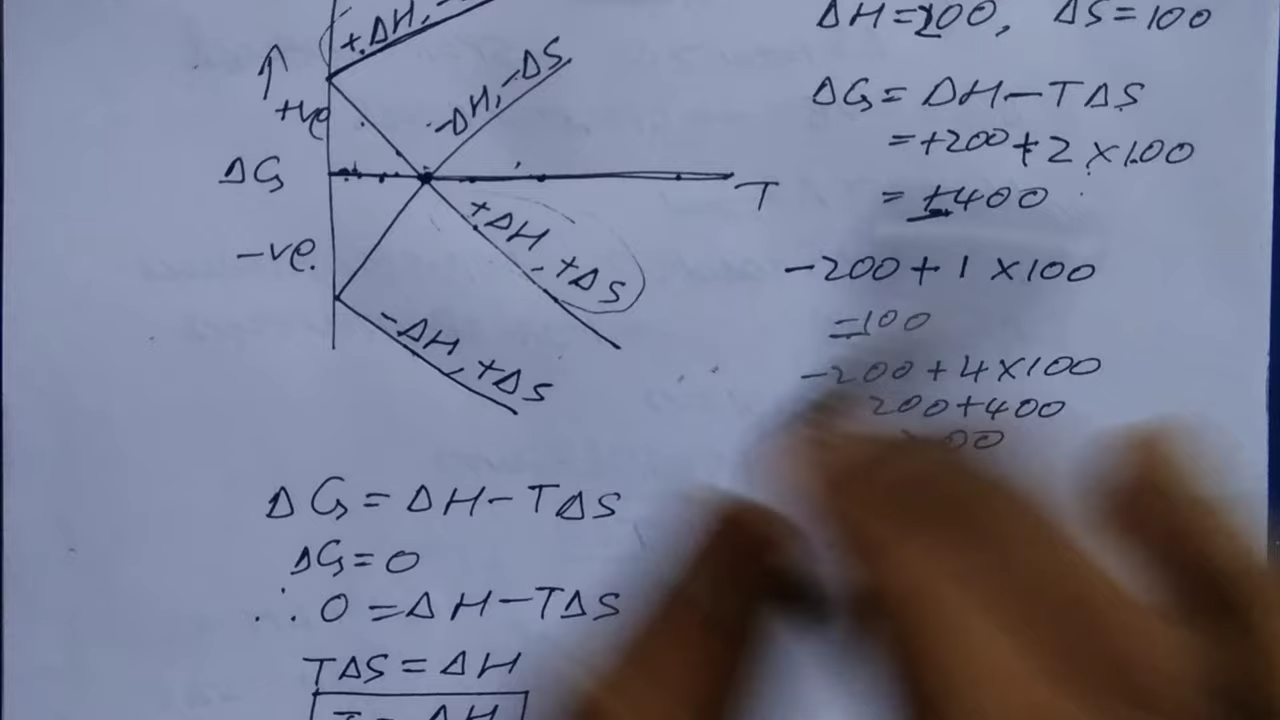 +ΔH, -
-ΔH, -ΔS
+ve
ΔG
T
+ΔH, +ΔS
-ve.
-ΔH, +ΔS
ΔG = ΔH - TΔS
ΔG = 0
∴ 0 = ΔH - TΔS
TΔS = ΔH
T = ΔH
ΔH = 200, ΔS = 100
ΔG = ΔH - TΔS
= +200 + 2 × 100
= +400
-200 + 1 × 100
= 100
-200 + 4 × 100
200 + 400
00